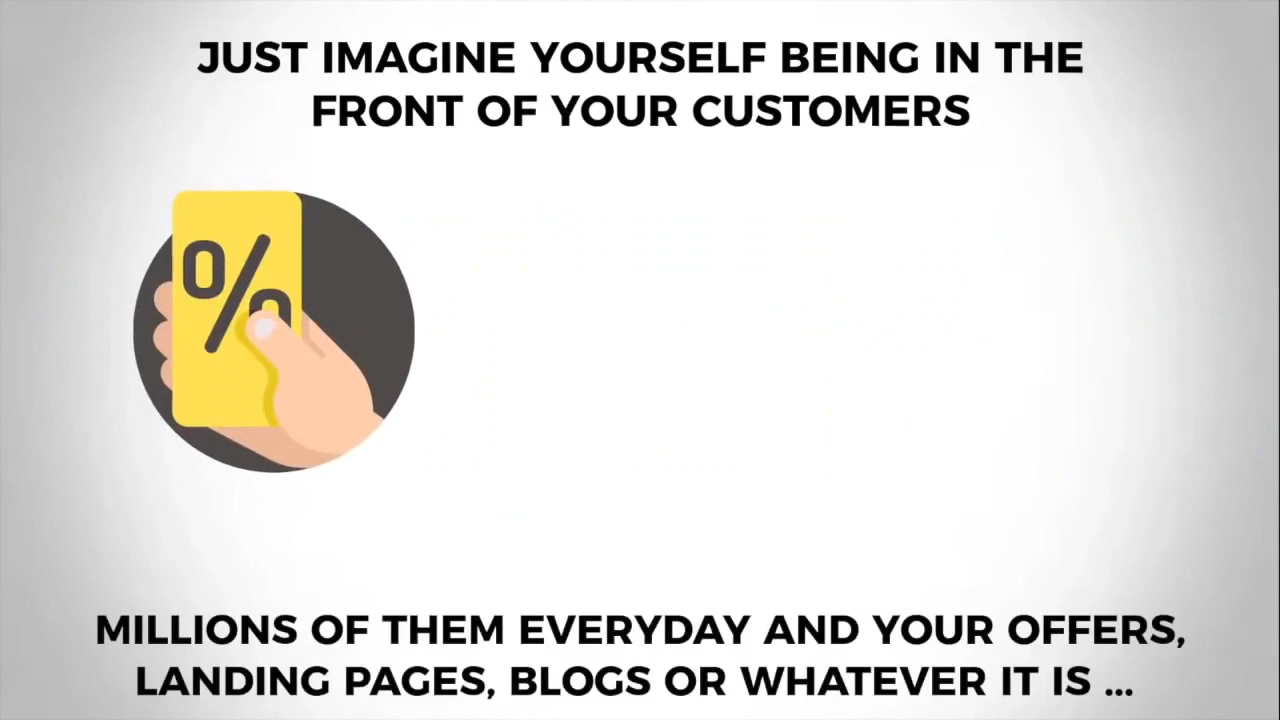 JUST IMAGINE YOURSELF BEING IN THE
FRONT OF YOUR CUSTOMERS
%
MILLIONS OF THEM EVERYDAY AND YOUR OFFERS,
LANDING PAGES, BLOGS OR WHATEVER IT IS ...